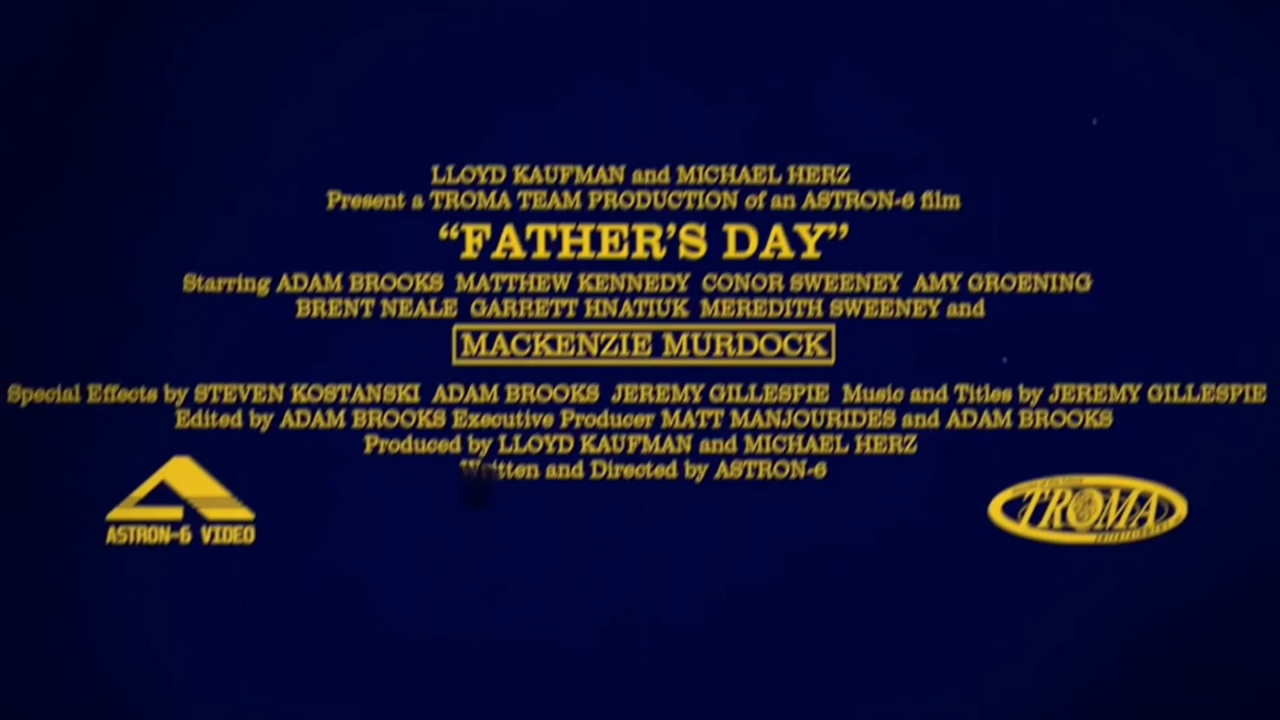 LLOYD KAUFMAN and MICHAEL HERZ
Present a TROMA TEAM PRODUCTION of an ASTRON-6 film
“FATHER’S DAY”
Starring ADAM BROOKS MATTHEW KENNEDY CONOR SWEENEY AMY GROENING
BRENT NEALE GARRETT HNATIUK MEREDITH SWEENEY and
MACKENZIE MURDOCK
Special Effects by STEVEN KOSTANSKI ADAM BROOKS JEREMY GILLESPIE Music and Titles by JEREMY GILLESPIE
Edited by ADAM BROOKS Executive Producer MATT MANJOURIDES and ADAM BROOKS
Produced by LLOYD KAUFMAN and MICHAEL HERZ
Written and Directed by ASTRON-6
ASTRON-6 VIDEO
TROMA
ENTERTAINMENT